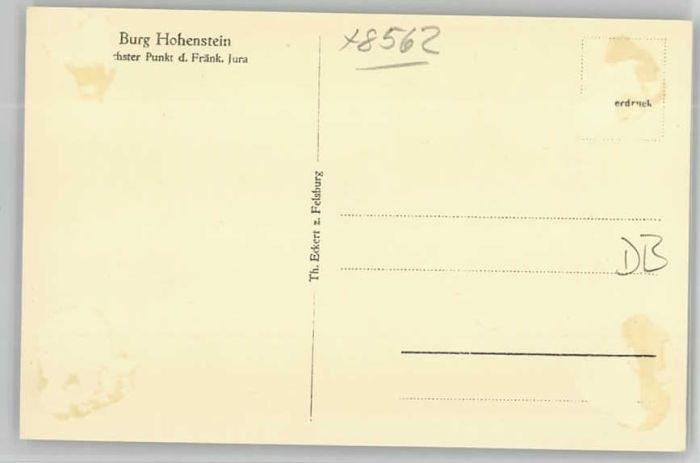 Burg Hohenstein
chster Punkt d. Fränk. Jura
x8562
erdruck
Th. Eckert z. Felsburg
DB